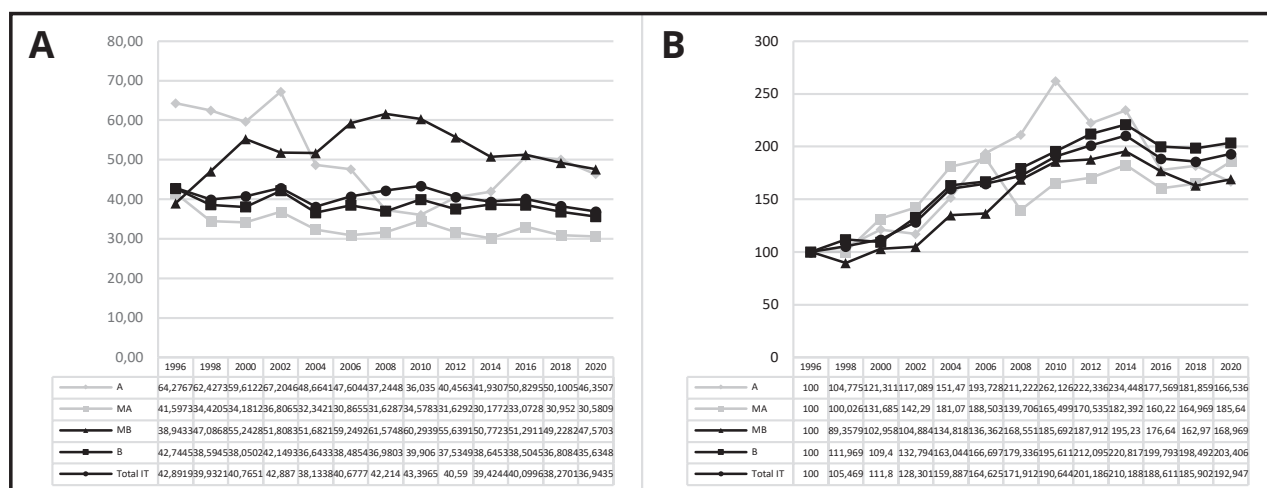 A
80,00
70,00
60,00
50,00
40,00
30,00
20,00
10,00
0,00
1996 1998 2000 2002 2004 2006 2008 2010 2012 2014 2016 2018 2020
A 64,2767 62,4273 59,6122 67,2046 48,6641 47,6044 37,2448 36,035 40,4563 41,9307 50,8295 50,1005 46,3507
MA 41,5973 34,4205 34,1812 36,8065 32,3421 30,8655 31,6287 34,5783 31,6292 30,1772 33,0728 30,952 30,5809
MB 38,943 47,0868 55,2428 51,8083 51,6821 59,2492 61,5748 60,2939 55,6391 50,7723 51,2911 49,228 47,5703
B 42,7445 38,5945 38,0502 42,1493 36,6433 38,4854 36,9803 39,906 37,5349 38,6453 38,5045 36,8084 35,6348
Total IT 42,8919 39,9321 40,7651 42,887 38,1338 40,6777 42,214 43,3965 40,59 39,4244 40,0996 38,2701 36,9435
B
300
250
200
150
100
50
0
1996 1998 2000 2002 2004 2006 2008 2010 2012 2014 2016 2018 2020
A 100 104,775 121,311 117,089 151,47 193,728 211,222 262,126 222,336 234,448 177,569 181,859 166,536
MA 100 100,026 131,685 142,29 181,07 188,503 139,706 165,499 170,535 182,392 160,22 164,969 185,64
MB 100 89,3579 102,958 104,884 134,818 136,362 168,551 185,692 187,912 195,23 176,64 162,97 168,969
B 100 111,969 109,4 132,794 163,044 166,697 179,336 195,611 212,095 220,817 199,793 198,492 203,406
Total IT 100 105,469 111,8 128,301 159,887 164,625 171,912 190,644 201,186 210,188 188,611 185,902 192,947